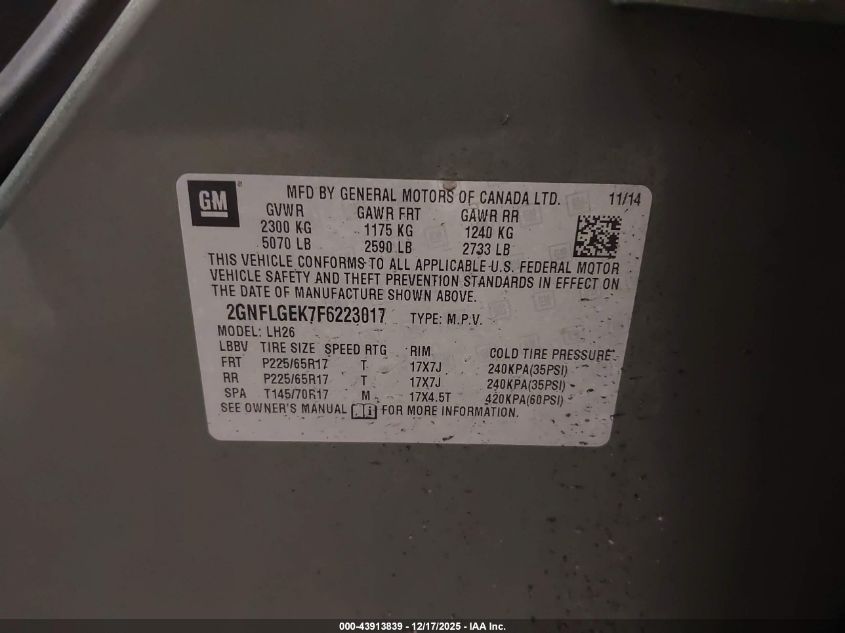 GM
MFD BY GENERAL MOTORS OF CANADA LTD. 11/14
GVWR GAWR FRT GAWR RR
2300 KG 1175 KG 1240 KG
5070 LB 2590 LB 2733 LB
THIS VEHICLE CONFORMS TO ALL APPLICABLE U.S. FEDERAL MOTOR
VEHICLE SAFETY AND THEFT PREVENTION STANDARDS IN EFFECT ON
THE DATE OF MANUFACTURE SHOWN ABOVE.
2GNFLGEK7F6223017 TYPE: M.P.V.
MODEL: LH26
LBBV TIRE SIZE SPEED RTG RIM COLD TIRE PRESSURE
FRT P225/65R17 T 17X7J 240KPA(35PSI)
RR P225/65R17 T 17X7J 240KPA(35PSI)
SPA T145/70R17 M 17X4.5T 420KPA(60PSI)
SEE OWNER'S MANUAL FOR MORE INFORMATION.
000-43913839 - 12/17/2025 - IAA Inc.